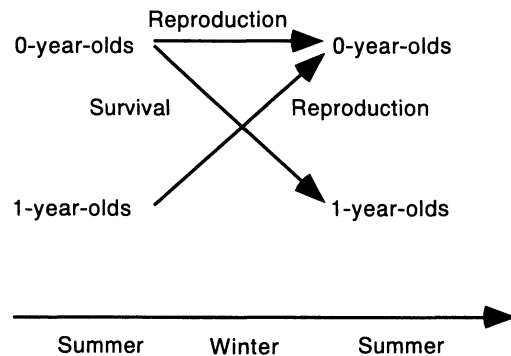 Reproduction
0-year-olds 0-year-olds
Survival Reproduction
1-year-olds 1-year-olds
Summer Winter Summer